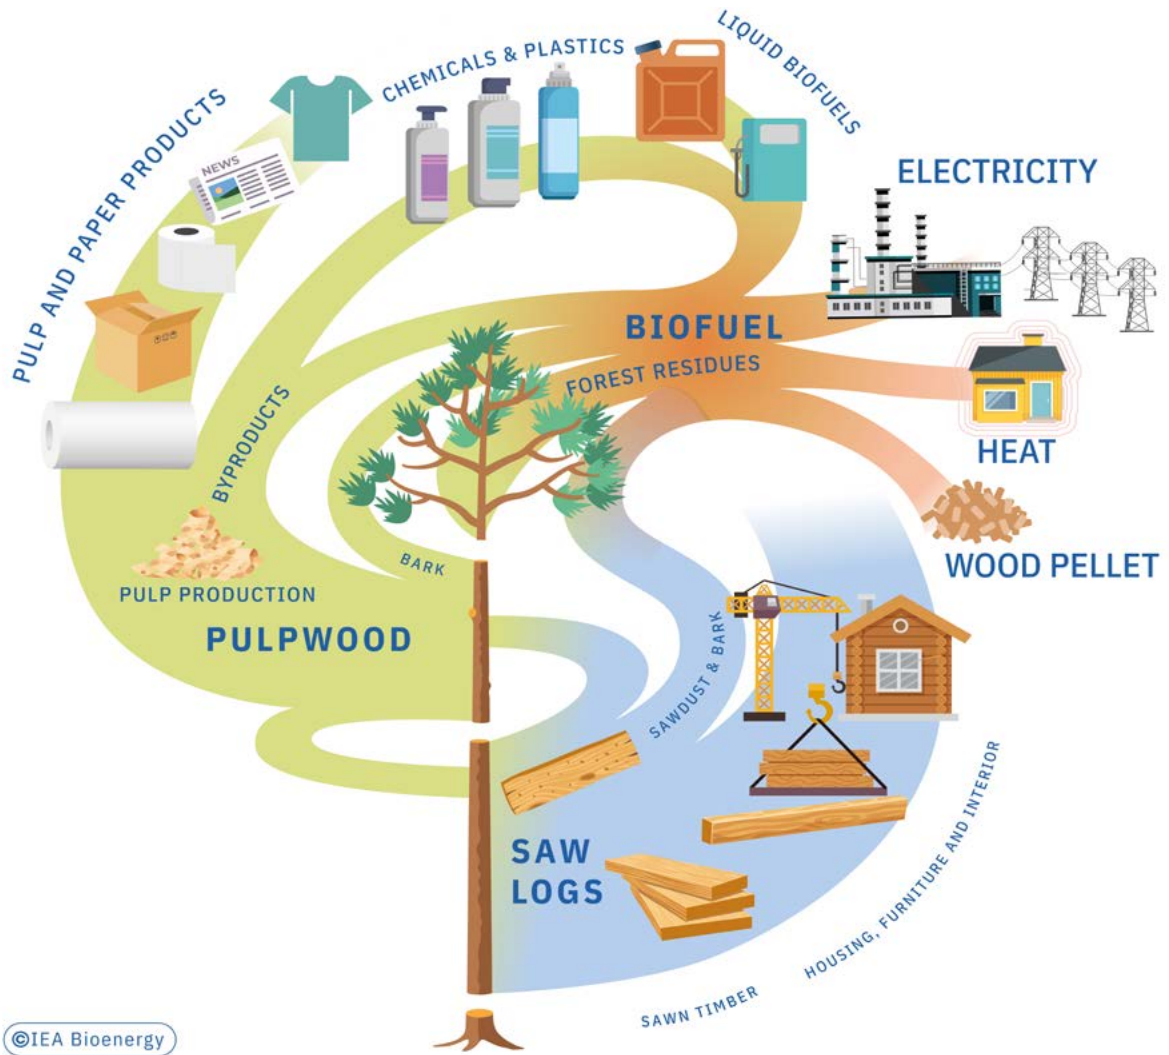 LIQUID BIOFUELS
CHEMICALS & PLASTICS
PULP AND PAPER PRODUCTS
NEWS
ELECTRICITY
BIOFUEL
FOREST RESIDUES
HEAT
BYPRODUCTS
BARK
WOOD PELLET
PULP PRODUCTION
PULPWOOD
SAWDUST & BARK
SAW
LOGS
HOUSING, FURNITURE AND INTERIOR
SAWN TIMBER
©IEA Bioenergy